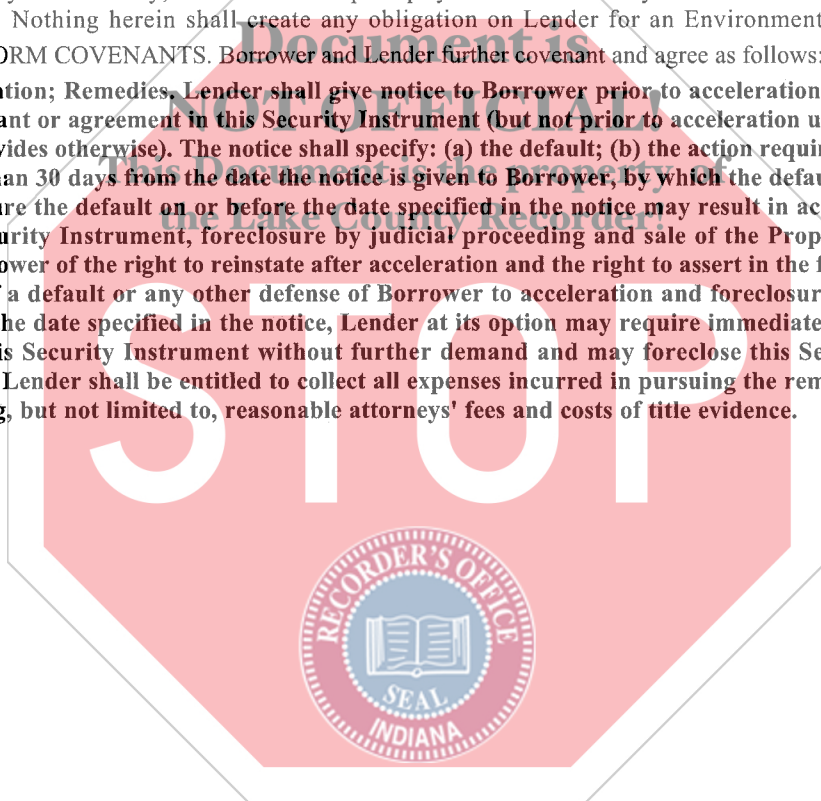 Nothing herein shall create any obligation on Lender for an Environment
ORM COVENANTS. Borrower and Lender further covenant and agree as follows:
tion; Remedies. Lender shall give notice to Borrower prior to acceleration
ant or agreement in this Security Instrument (but not prior to acceleration u
vides otherwise). The notice shall specify: (a) the default; (b) the action requir
an 30 days from the date the notice is given to Borrower, by which the defau
ure the default on or before the date specified in the notice may result in ac
urity Instrument, foreclosure by judicial proceeding and sale of the Prop
ower of the right to reinstate after acceleration and the right to assert in the f
f a default or any other defense of Borrower to acceleration and foreclosur
he date specified in the notice, Lender at its option may require immediate
is Security Instrument without further demand and may foreclose this Se
Lender shall be entitled to collect all expenses incurred in pursuing the rem
g, but not limited to, reasonable attorneys' fees and costs of title evidence.
Document is
NOT OFFICIAL!
This Document is the property of
the Lake County Recorder!
STOP
RECORDER'S OFFICE
SEAL
INDIANA